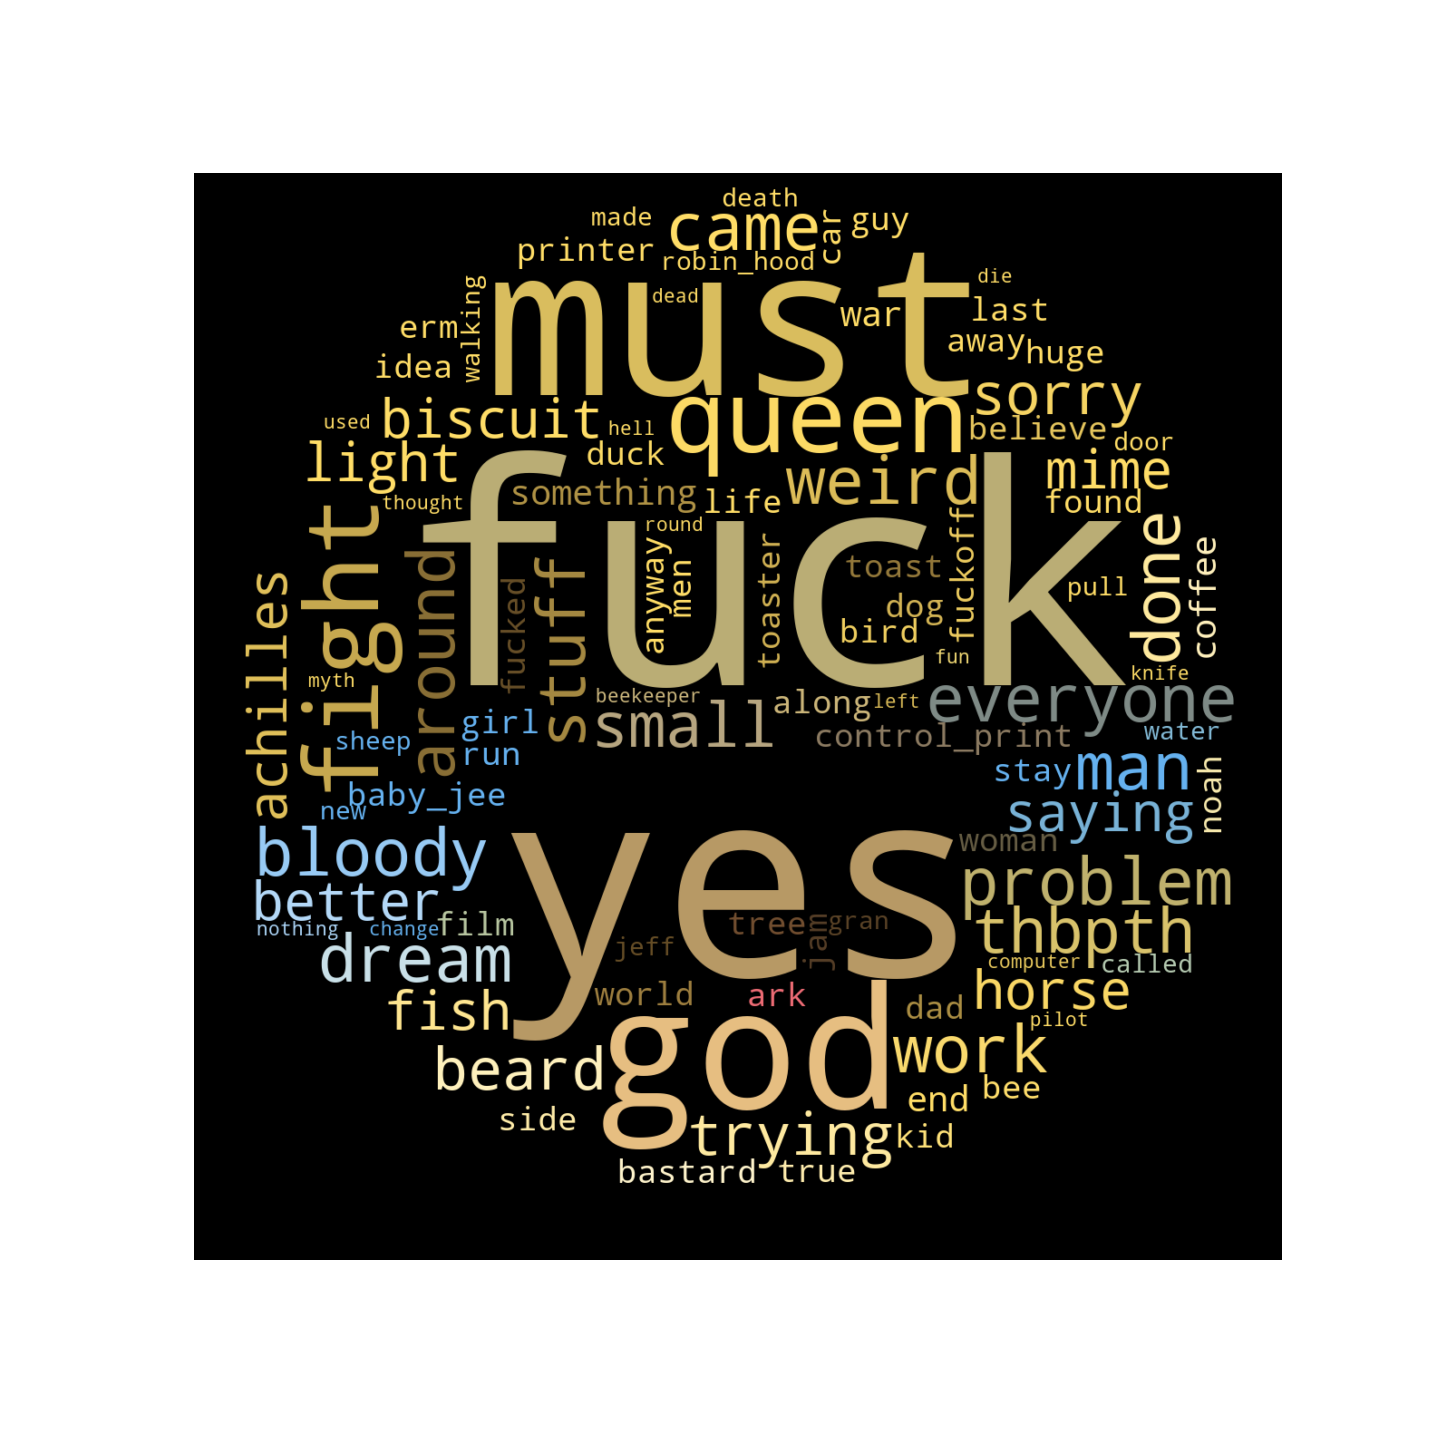 death
made
came
car
guy
printer
robin_hood
die
walking
dead
must
war
last
erm
away
huge
idea
used
biscuit
hell
queen
sorry
believe
door
light
duck
weird
mime
thought
something
life
found
fight
round
fuck
fuckoff
done
coffee
achilles
around
fucked
stuff
anyway
men
toaster
toast
dog
bird
pull
fun
myth
beekeeper
knife
small
along
left
everyone
sheep
girl
run
control_print
water
stay
man
noah
new
baby_jee
saying
bloody
yes
woman
better
problem
nothing
change
film
tree
jam
gran
thbpth
dream
jeff
computer
called
fish
world
ark
dad
horse
pilot
beard
god
work
end
bee
side
trying
kid
bastard
true